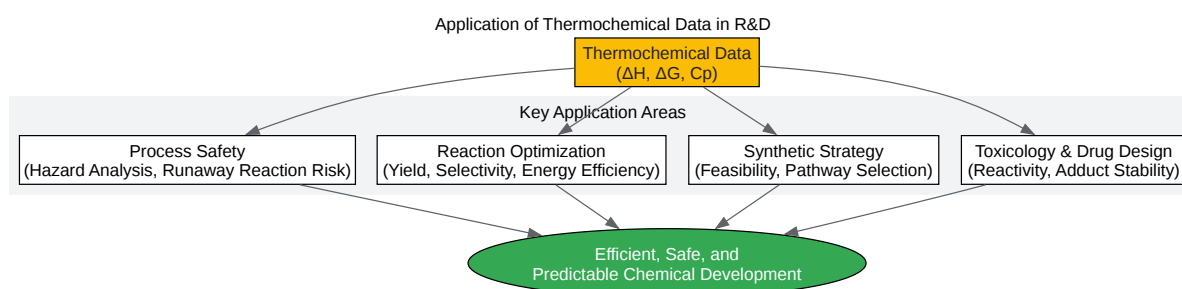 Application of Thermochemical Data in R&D
Thermochemical Data
(ΔH, ΔG, Cp)
Key Application Areas
Process Safety
(Hazard Analysis, Runaway Reaction Risk)
Reaction Optimization
(Yield, Selectivity, Energy Efficiency)
Synthetic Strategy
(Feasibility, Pathway Selection)
Toxicology & Drug Design
(Reactivity, Adduct Stability)
Efficient, Safe, and
Predictable Chemical Development